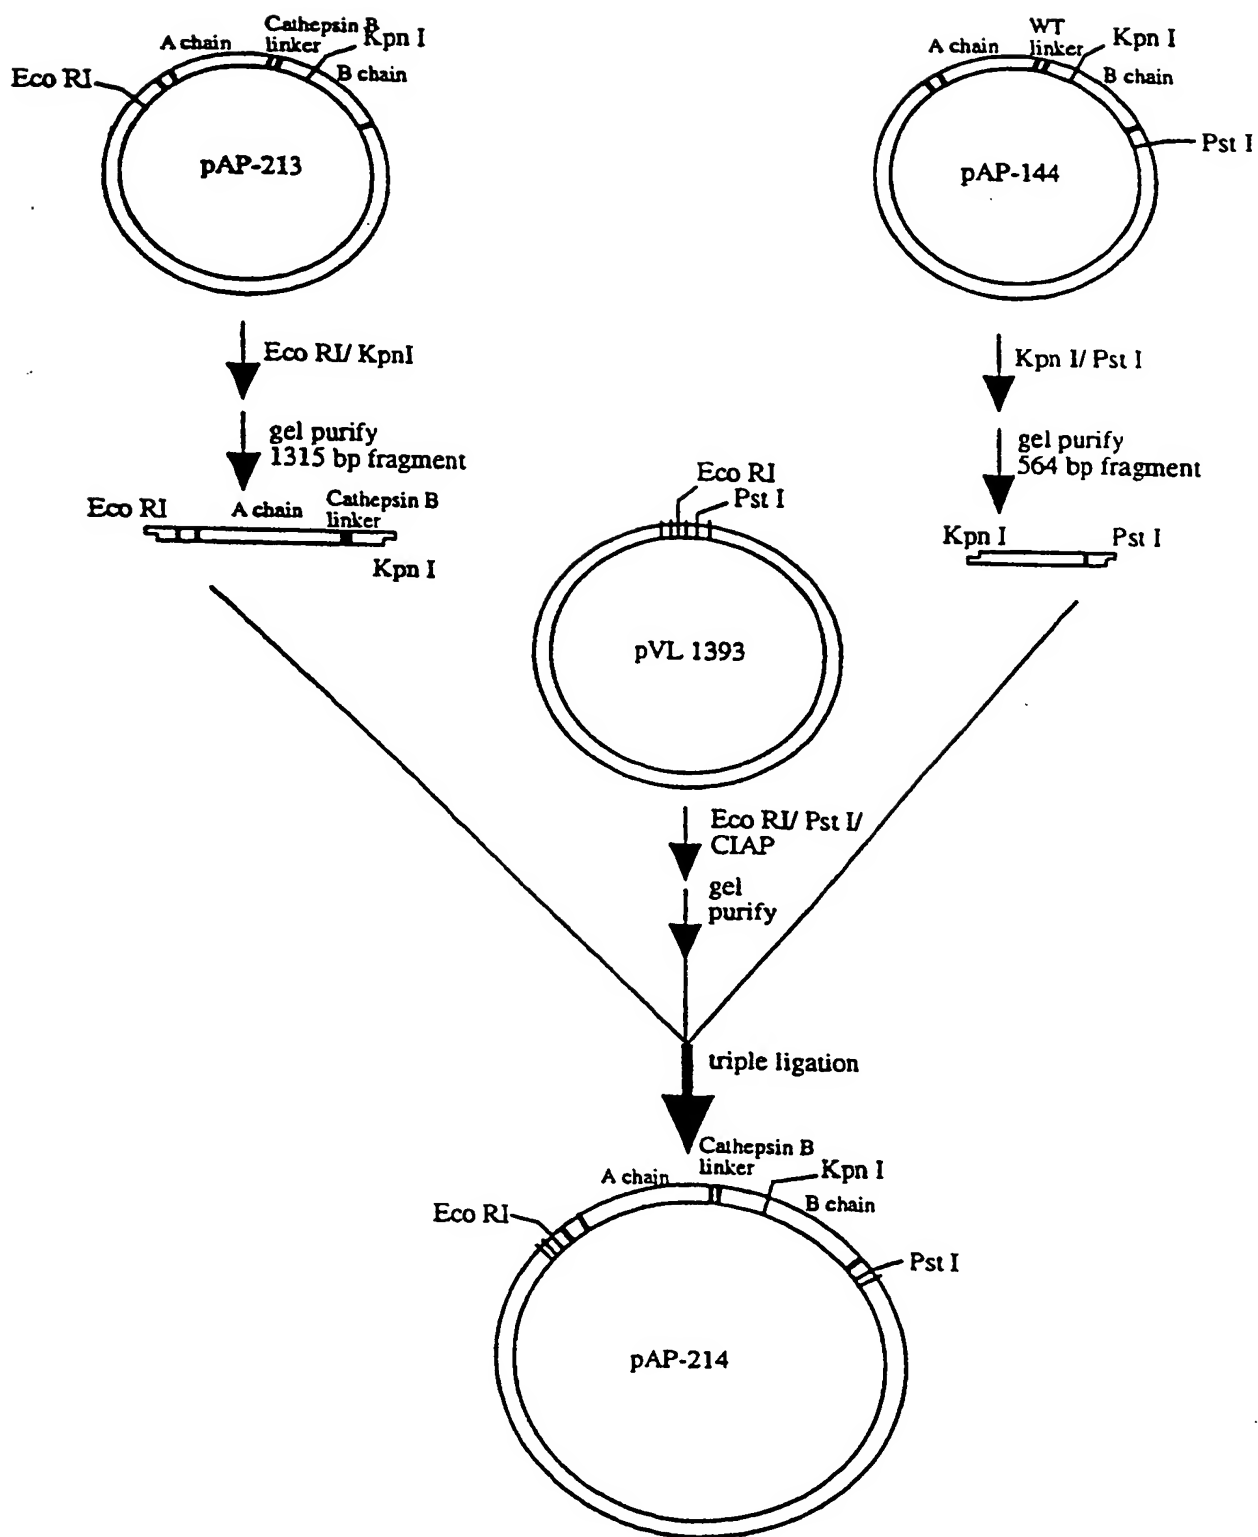 Cathepsin B
linker
A chain
Kpn I
B chain
Eco RI
pAP-213
WT
linker
A chain
Kpn I
B chain
Pst I
pAP-144
Eco RI/ KpnI
gel purify
1315 bp fragment
Kpn I/ Pst I
gel purify
564 bp fragment
Eco RI
A chain
Cathepsin B
linker
Kpn I
Eco RI
Pst I
Kpn I
Pst I
pVL 1393
Eco RI/ Pst I/
CIAP
gel
purify
triple ligation
Cathepsin B
linker
A chain
Kpn I
B chain
Eco RI
Pst I
pAP-214